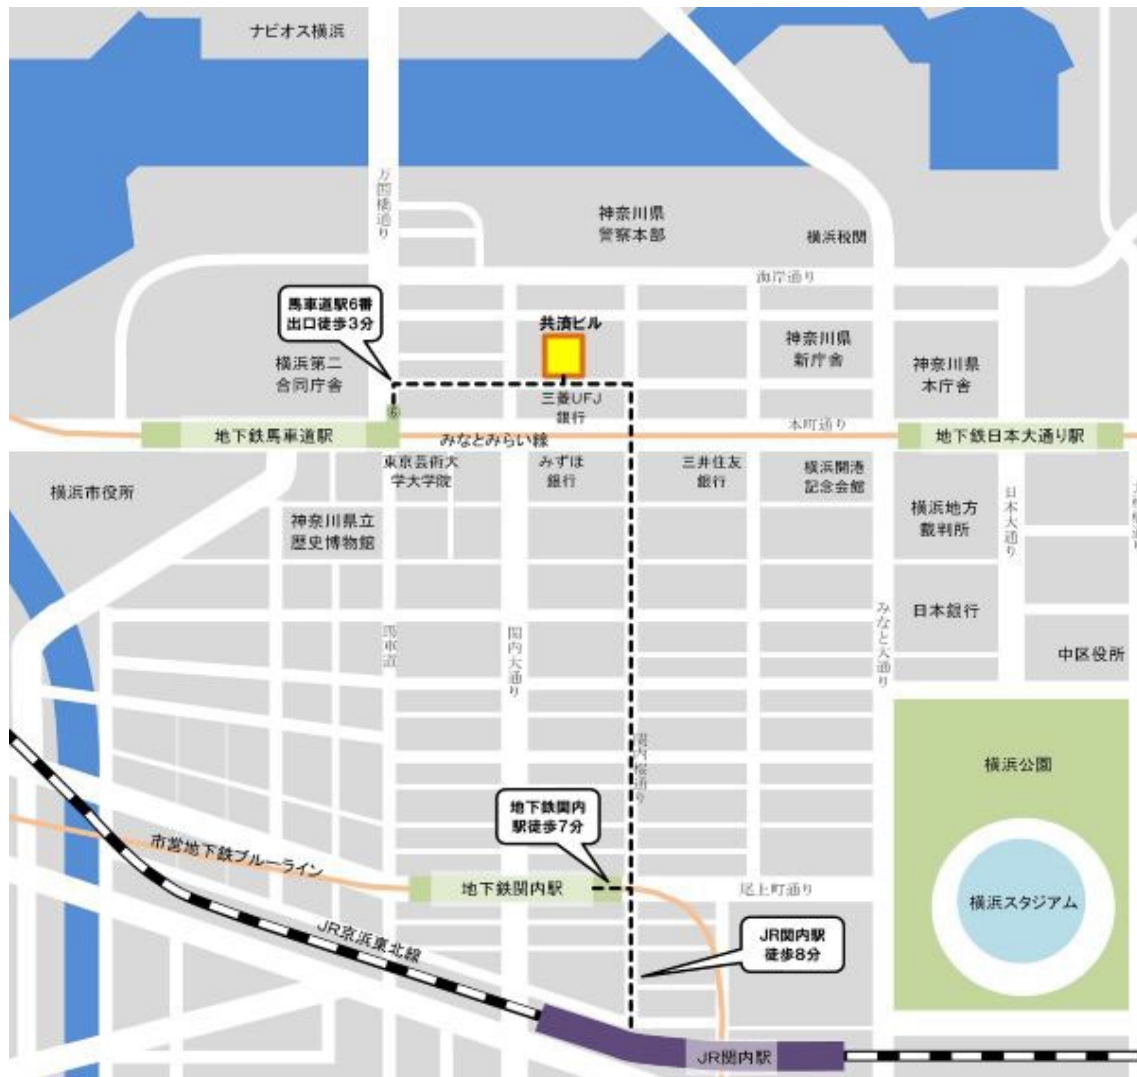 ナビオス横浜
万国橋通り
神奈川県
警察本部
横浜税関
海岸通り
馬車道駅6番
出口徒歩3分
共済ビル
横浜第二
合同庁舎
神奈川県
新庁舎
神奈川県
本庁舎
三菱UFJ
銀行
⑥
本町通り
地下鉄馬車道駅
みなとみらい線
地下鉄日本大通り駅
東京芸術大
学大学院
みずほ
銀行
三井住友
銀行
横浜開港
記念会館
横浜市役所
横浜地方
裁判所
日本大通り
神奈川県立
歴史博物館
馬車道
関内大通り
みなと大通り
日本銀行
中区役所
関内桜通り
横浜公園
地下鉄関内
駅徒歩7分
市営地下鉄ブルーライン
地下鉄関内駅
尾上町通り
横浜スタジアム
JR京浜東北線
JR関内駅
徒歩8分
JR関内駅